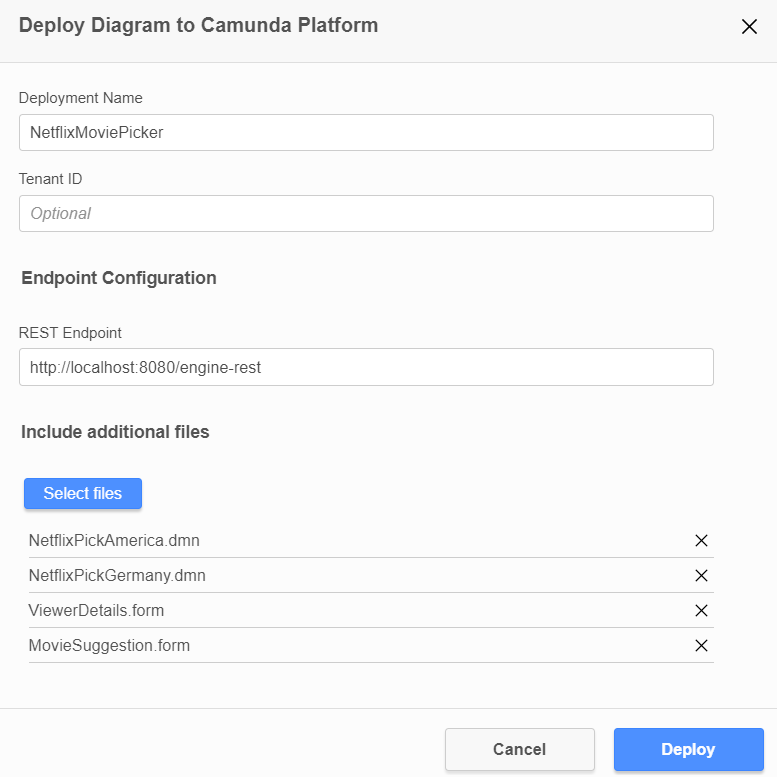 Deploy Diagram to Camunda Platform
Deployment Name
NetflixMoviePicker
Tenant ID
Optional
Endpoint Configuration
REST Endpoint
http://localhost:8080/engine-rest
Include additional files
Select files
NetflixPickAmerica.dmn
NetflixPickGermany.dmn
ViewerDetails.form
MovieSuggestion.form
Cancel
Deploy